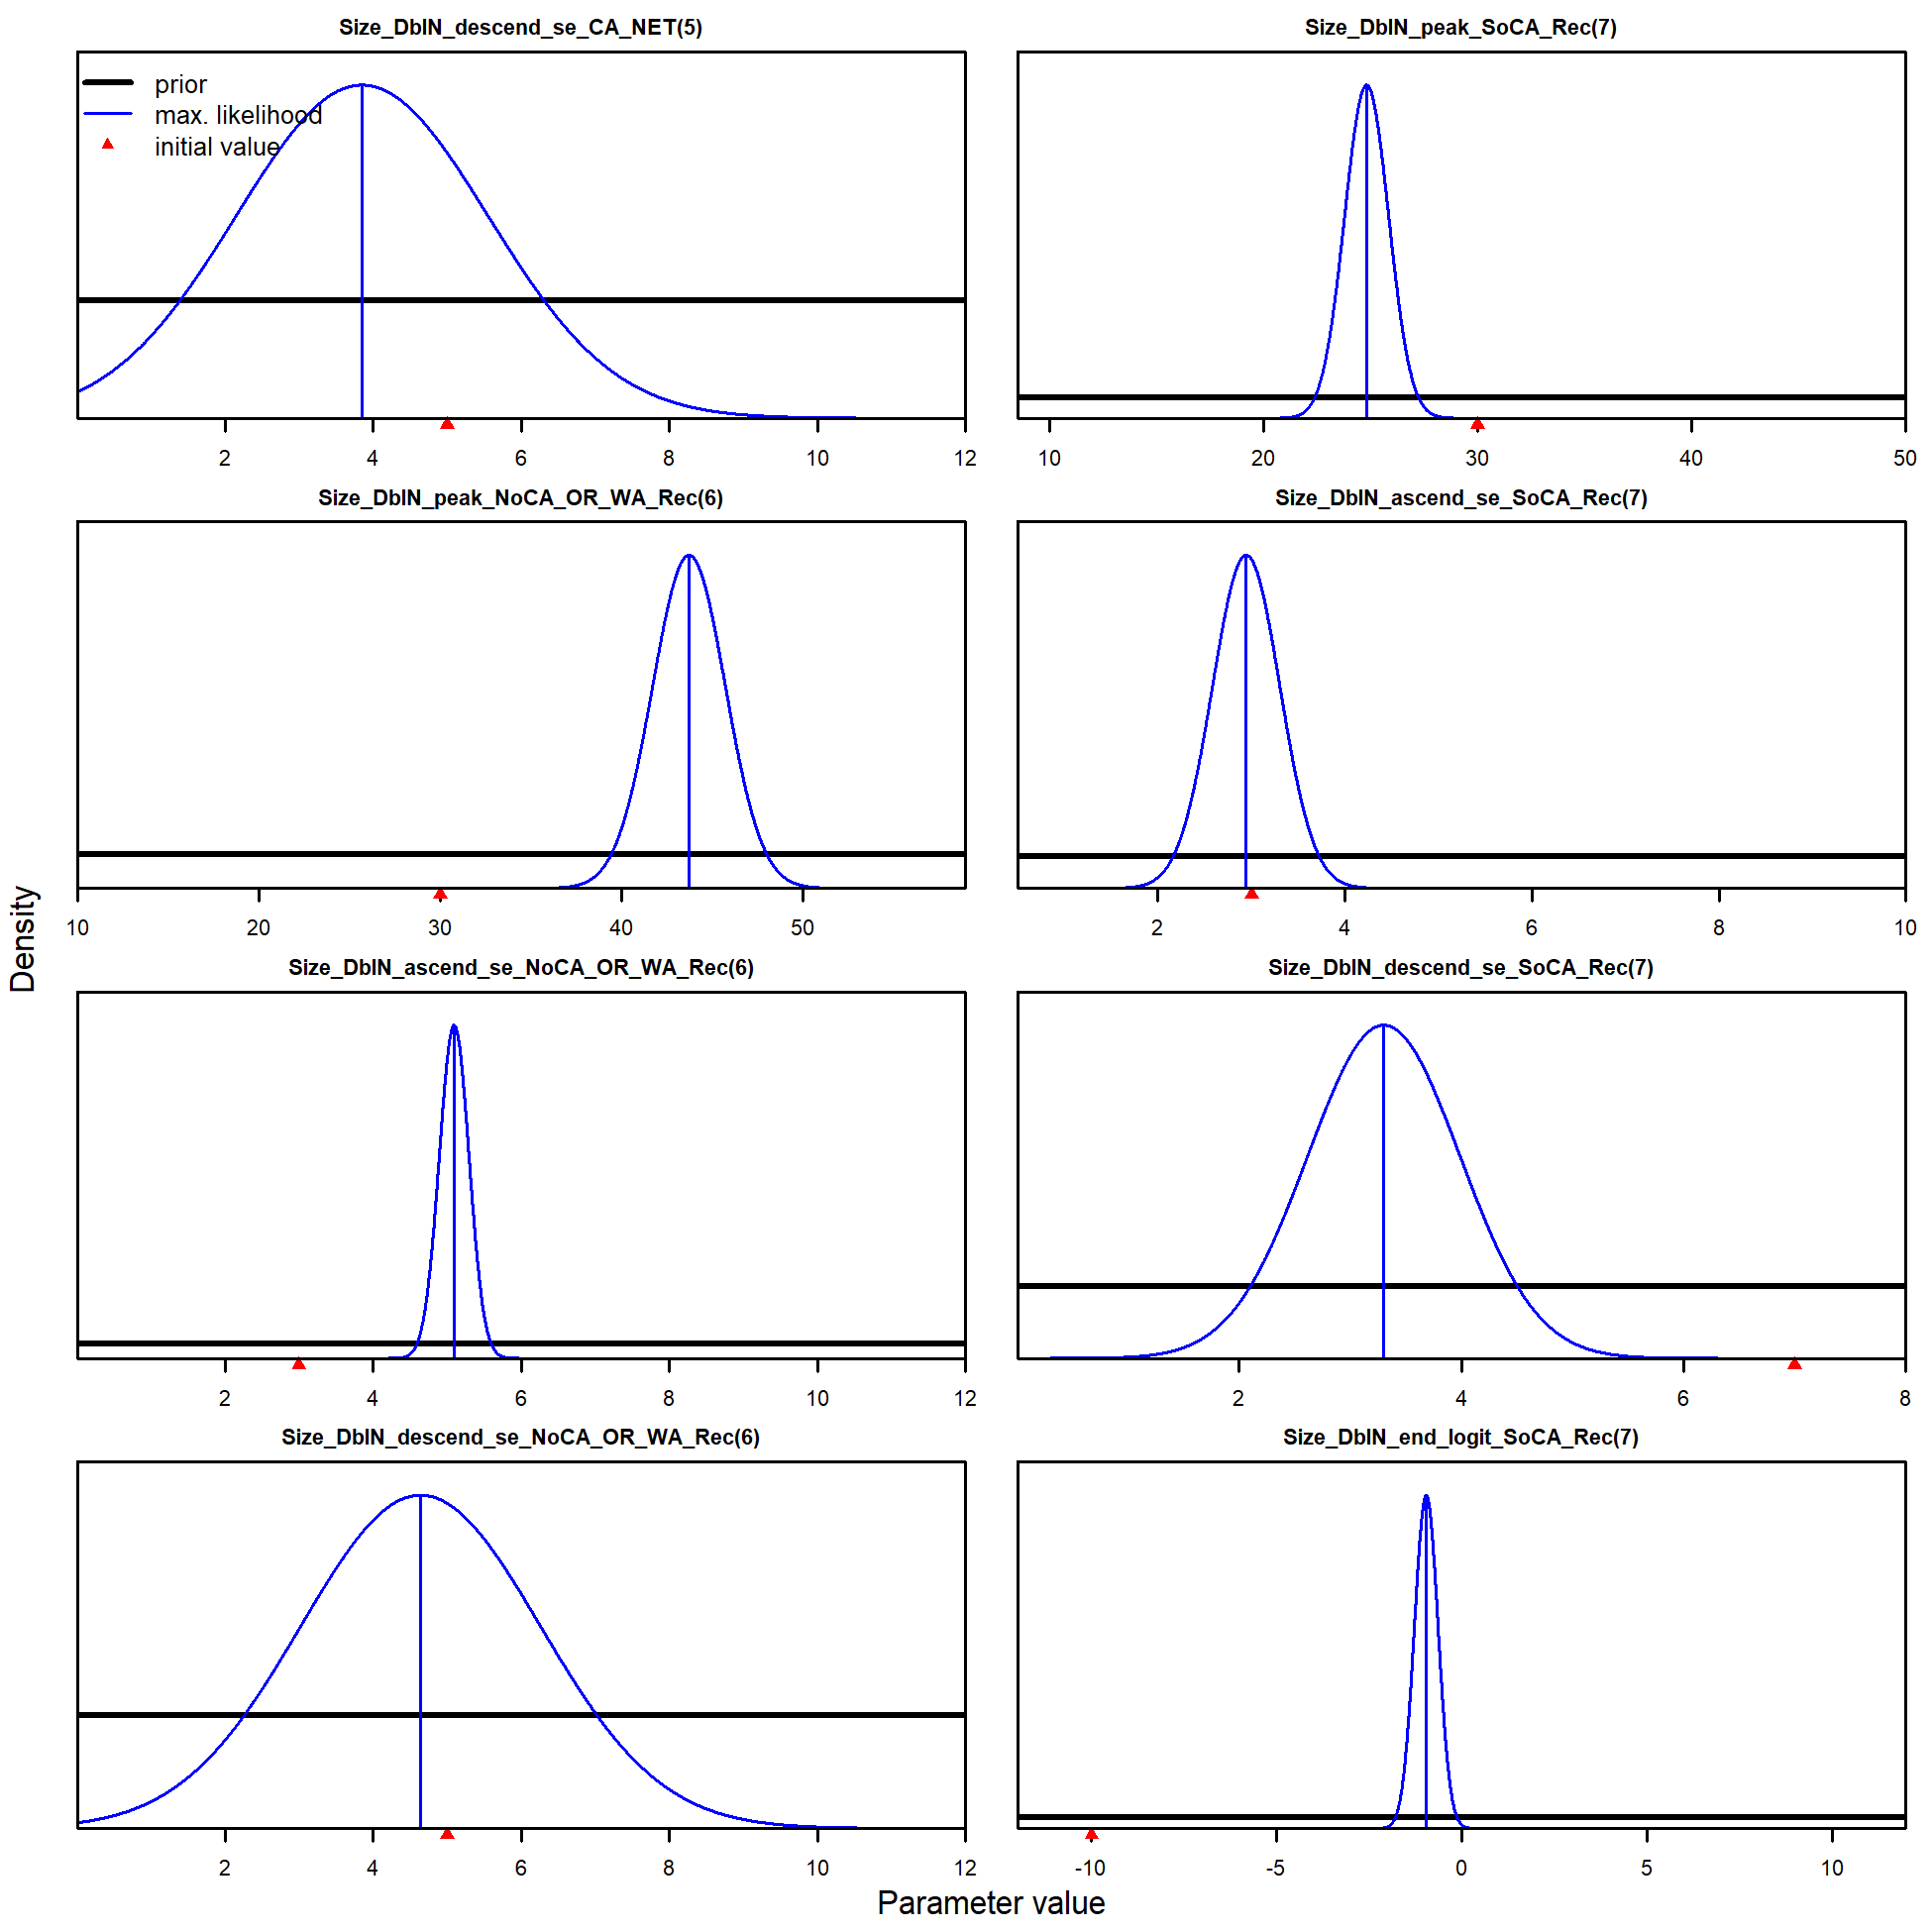 Size_DblN_descend_se_CA_NET(5)
prior
max. likelihood
initial value
2 4 6 8 10 12
Size_DblN_peak_SoCA_Rec(7)
10 20 30 40 50
Size_DblN_peak_NoCA_OR_WA_Rec(6)
10 20 30 40 50
Size_DblN_ascend_se_SoCA_Rec(7)
2 4 6 8 10
Size_DblN_ascend_se_NoCA_OR_WA_Rec(6)
2 4 6 8 10 12
Size_DblN_descend_se_SoCA_Rec(7)
2 4 6 8
Size_DblN_descend_se_NoCA_OR_WA_Rec(6)
2 4 6 8 10 12
Size_DblN_end_logit_SoCA_Rec(7)
-10 -5 0 5 10
Density
Parameter value